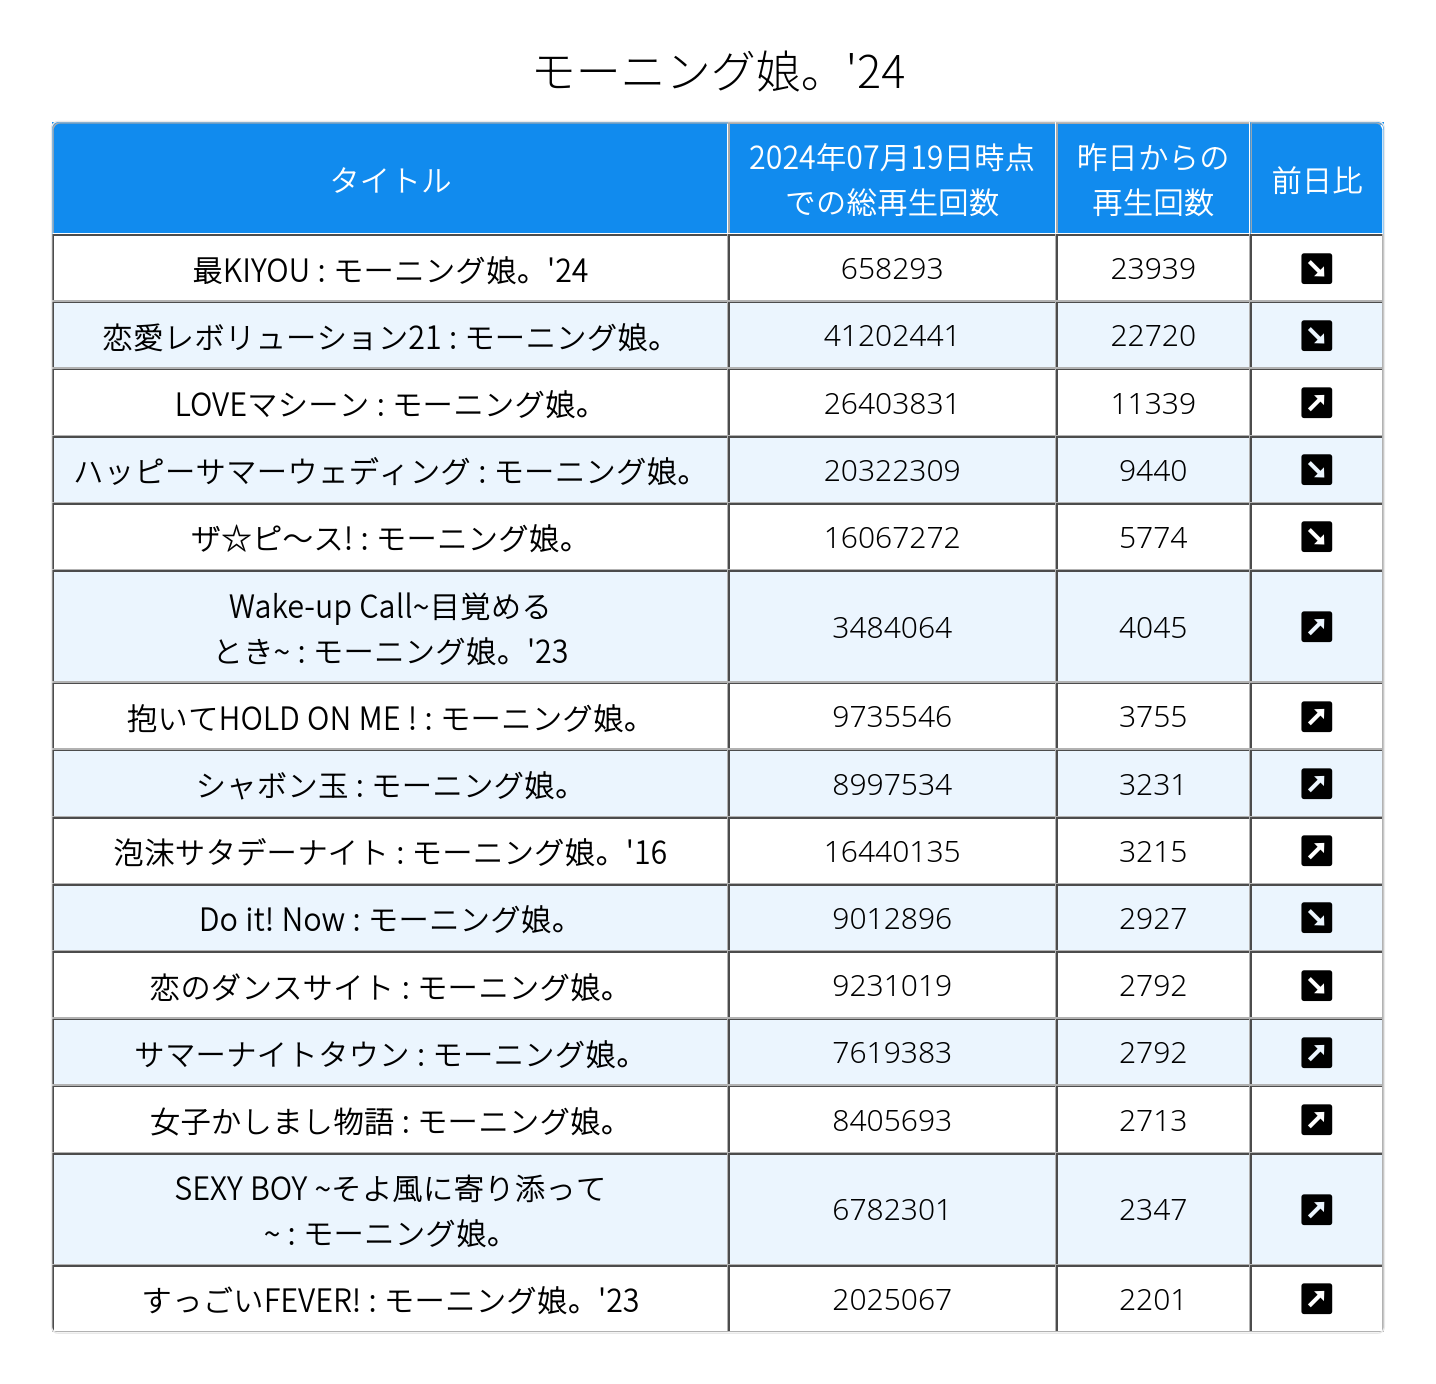 モーニング娘。'24
タイトル
2024年07月19日時点
での総再生回数
昨日からの
再生回数
前日比
最KIYOU : モーニング娘。'24
658293
23939
恋愛レボリューション21 : モーニング娘。
41202441
22720
LOVEマシーン : モーニング娘。
26403831
11339
ハッピーサマーウェディング : モーニング娘。
20322309
9440
ザ☆ピ〜ス! : モーニング娘。
16067272
5774
Wake-up Call~目覚める
とき~ : モーニング娘。'23
3484064
4045
抱いてHOLD ON ME ! : モーニング娘。
9735546
3755
シャボン玉 : モーニング娘。
8997534
3231
泡沫サタデーナイト : モーニング娘。'16
16440135
3215
Do it! Now : モーニング娘。
9012896
2927
恋のダンスサイト : モーニング娘。
9231019
2792
サマーナイトタウン : モーニング娘。
7619383
2792
女子かしまし物語 : モーニング娘。
8405693
2713
SEXY BOY ~そよ風に寄り添って
~ : モーニング娘。
6782301
2347
すっごいFEVER! : モーニング娘。'23
2025067
2201